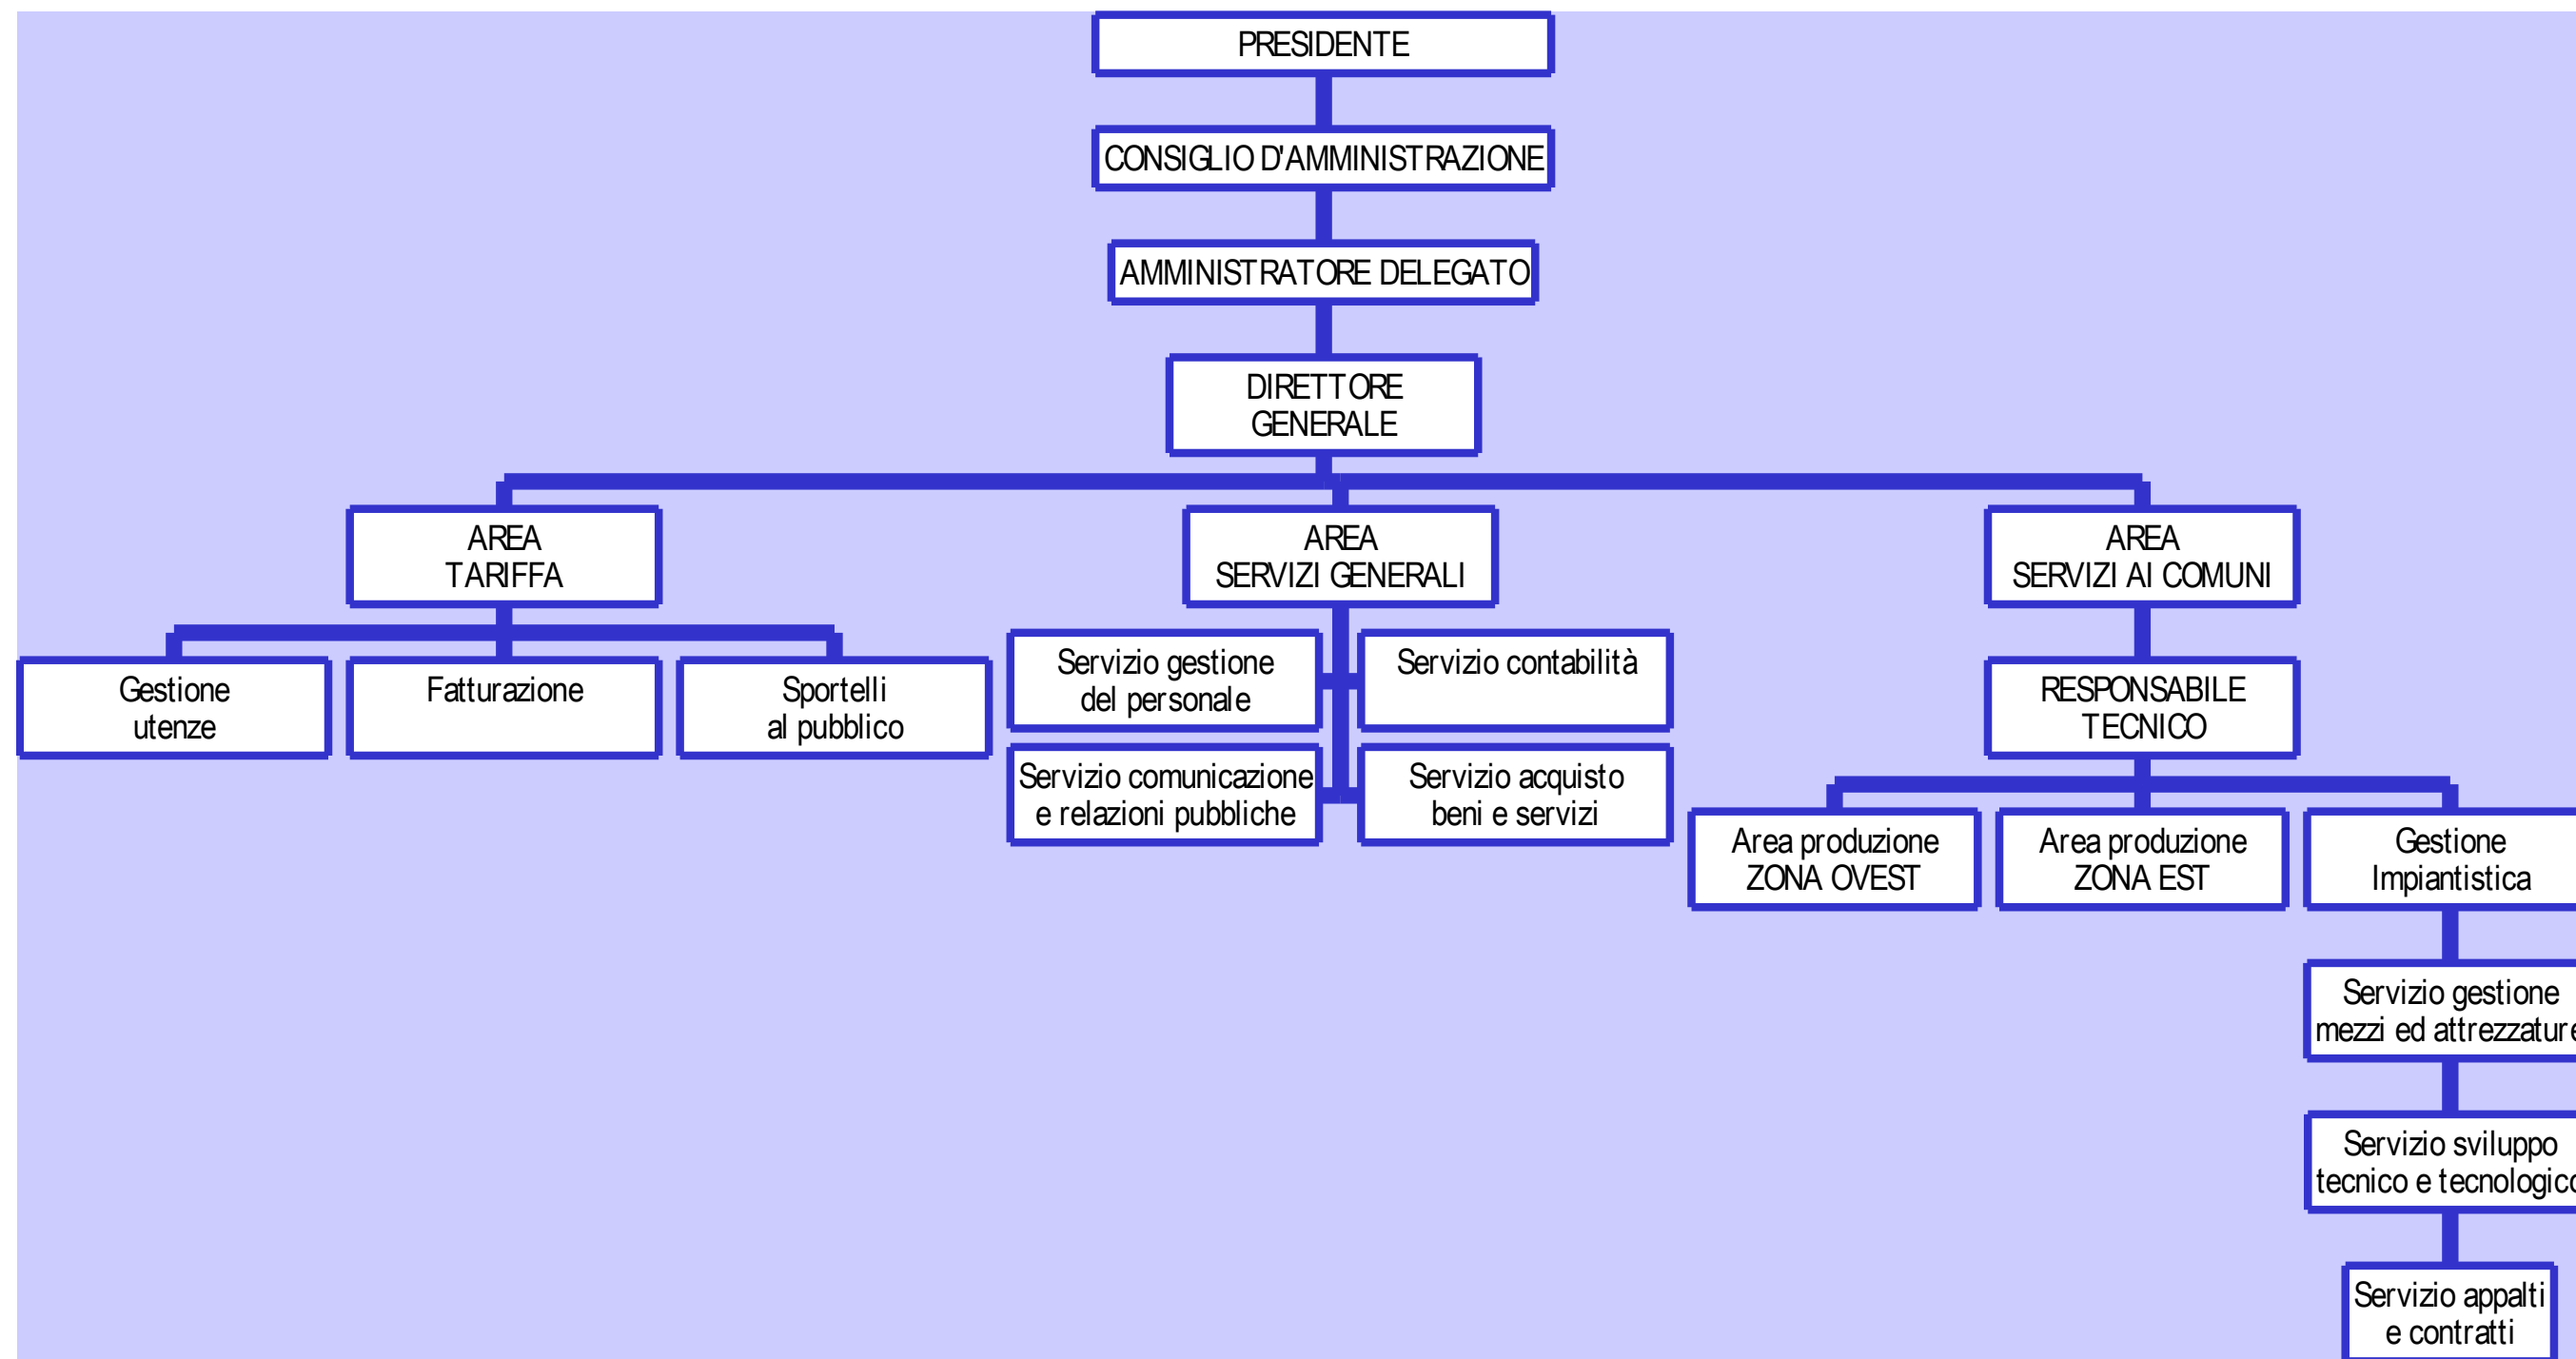 PRESIDENTE
CONSIGLIO D'AMMINISTRAZIONE
AMMINISTRATORE DELEGATO
DIRETTORE
GENERALE
AREA
TARIFFA
AREA
SERVIZI GENERALI
AREA
SERVIZI AI COMUNI
Gestione
utenze
Fatturazione
Sportelli
al pubblico
Servizio gestione
del personale
Servizio contabilità
Servizio comunicazione
e relazioni pubbliche
Servizio acquisto
beni e servizi
RESPONSABILE
TECNICO
Area produzione
ZONA OVEST
Area produzione
ZONA EST
Gestione
Impiantistica
Servizio gestione
mezzi ed attrezzature
Servizio sviluppo
tecnico e tecnologico
Servizio appalti
e contratti